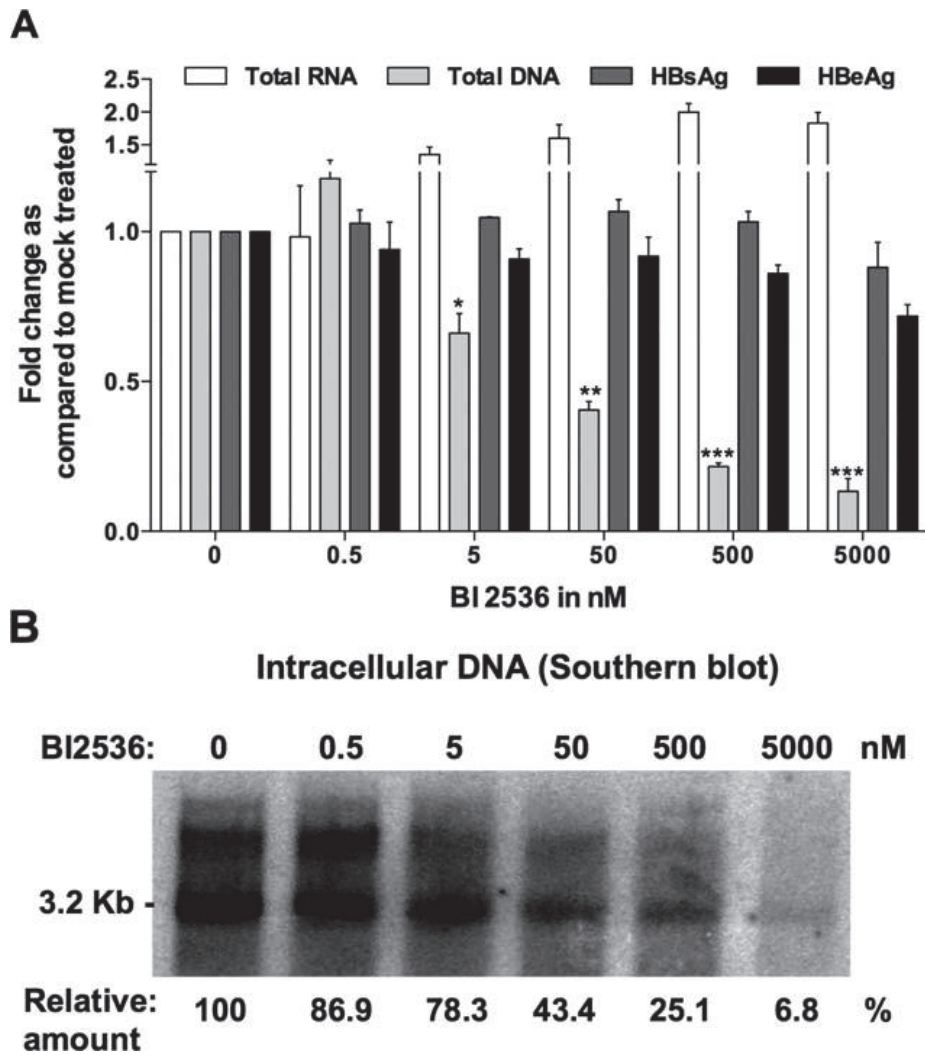 A
Total RNA Total DNA HBsAg HBeAg
Fold change as
compared to mock treated
2.5
2.0
1.5
1.0
0.5
0.0
* ** *** ***
0 0.5 5 50 500 5000
BI 2536 in nM
B
Intracellular DNA (Southern blot)
BI2536: 0 0.5 5 50 500 5000 nM
3.2 Kb -
Relative: 100 86.9 78.3 43.4 25.1 6.8 %
amount